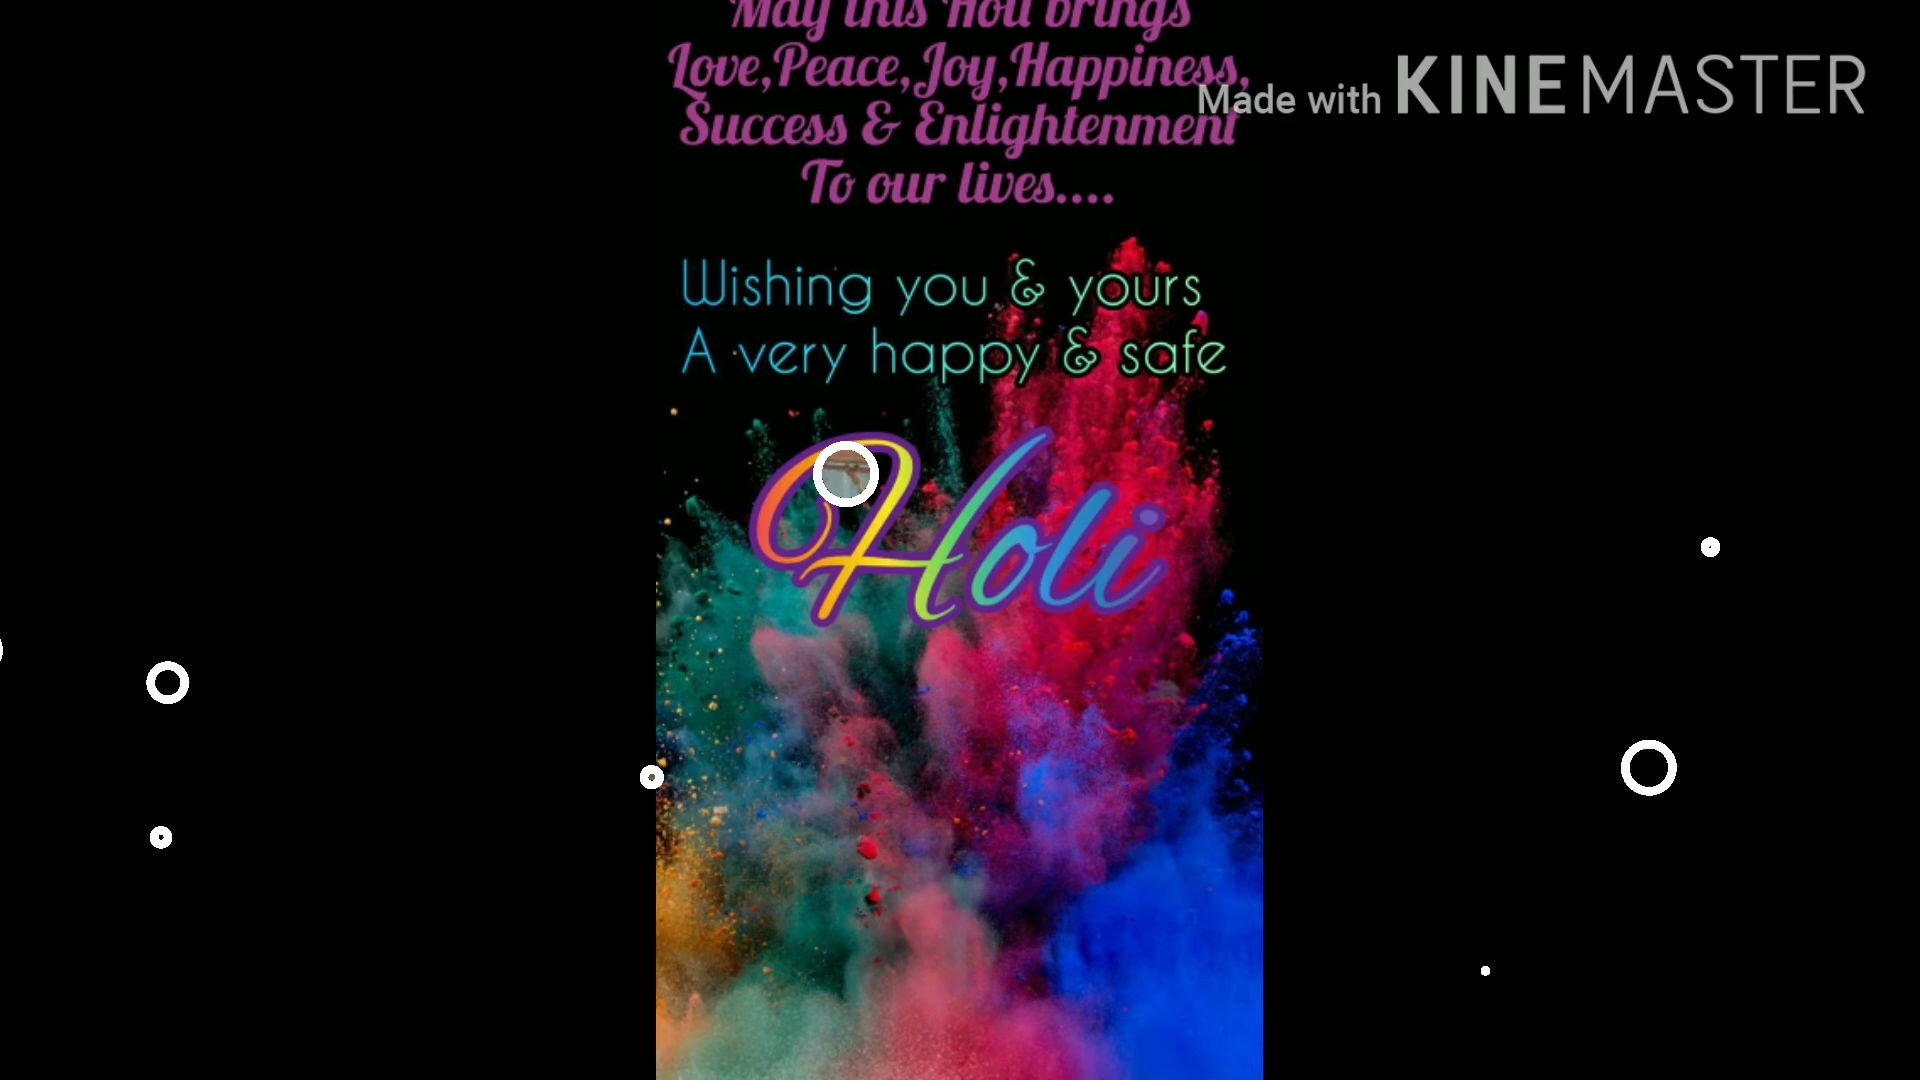 May this Holi brings
Love,Peace,Joy,Happiness,
Success & Enlightenment
To our lives....
Made with KINEMASTER
Wishing you & yours
A very happy & safe
Holi